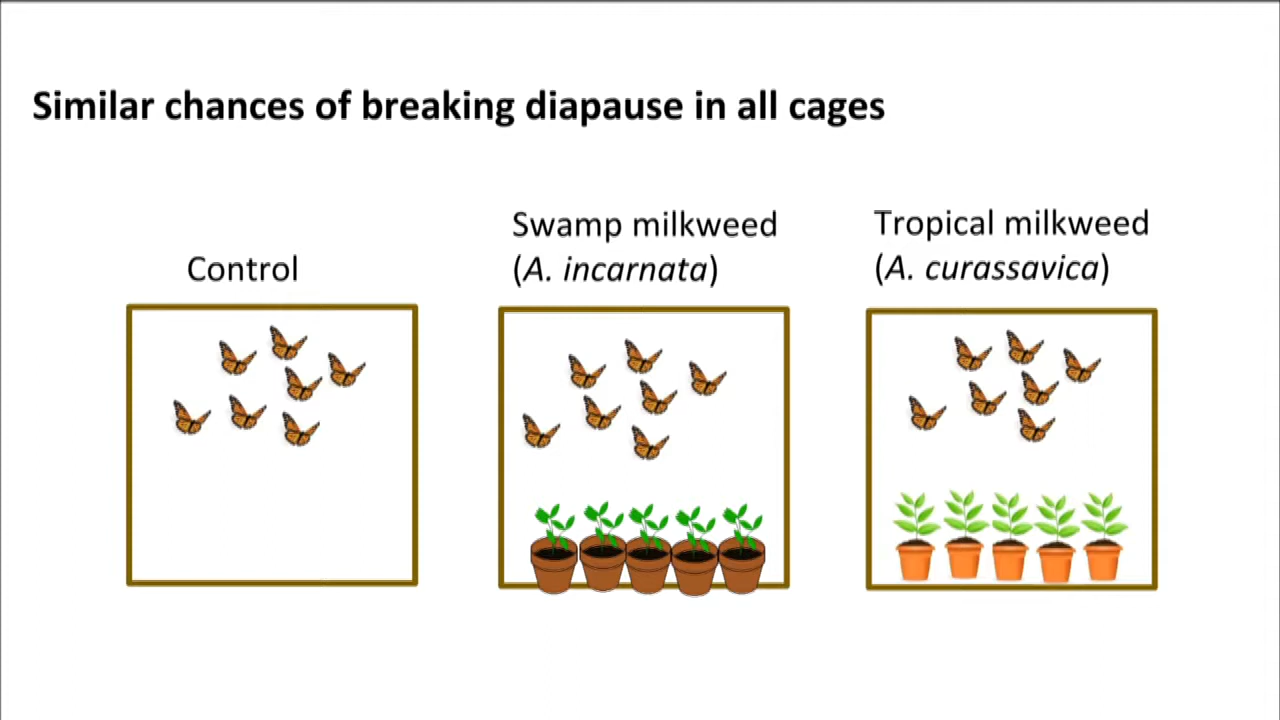 Similar chances of breaking diapause in all cages
Control
Swamp milkweed
(A. incarnata)
Tropical milkweed
(A. curassavica)